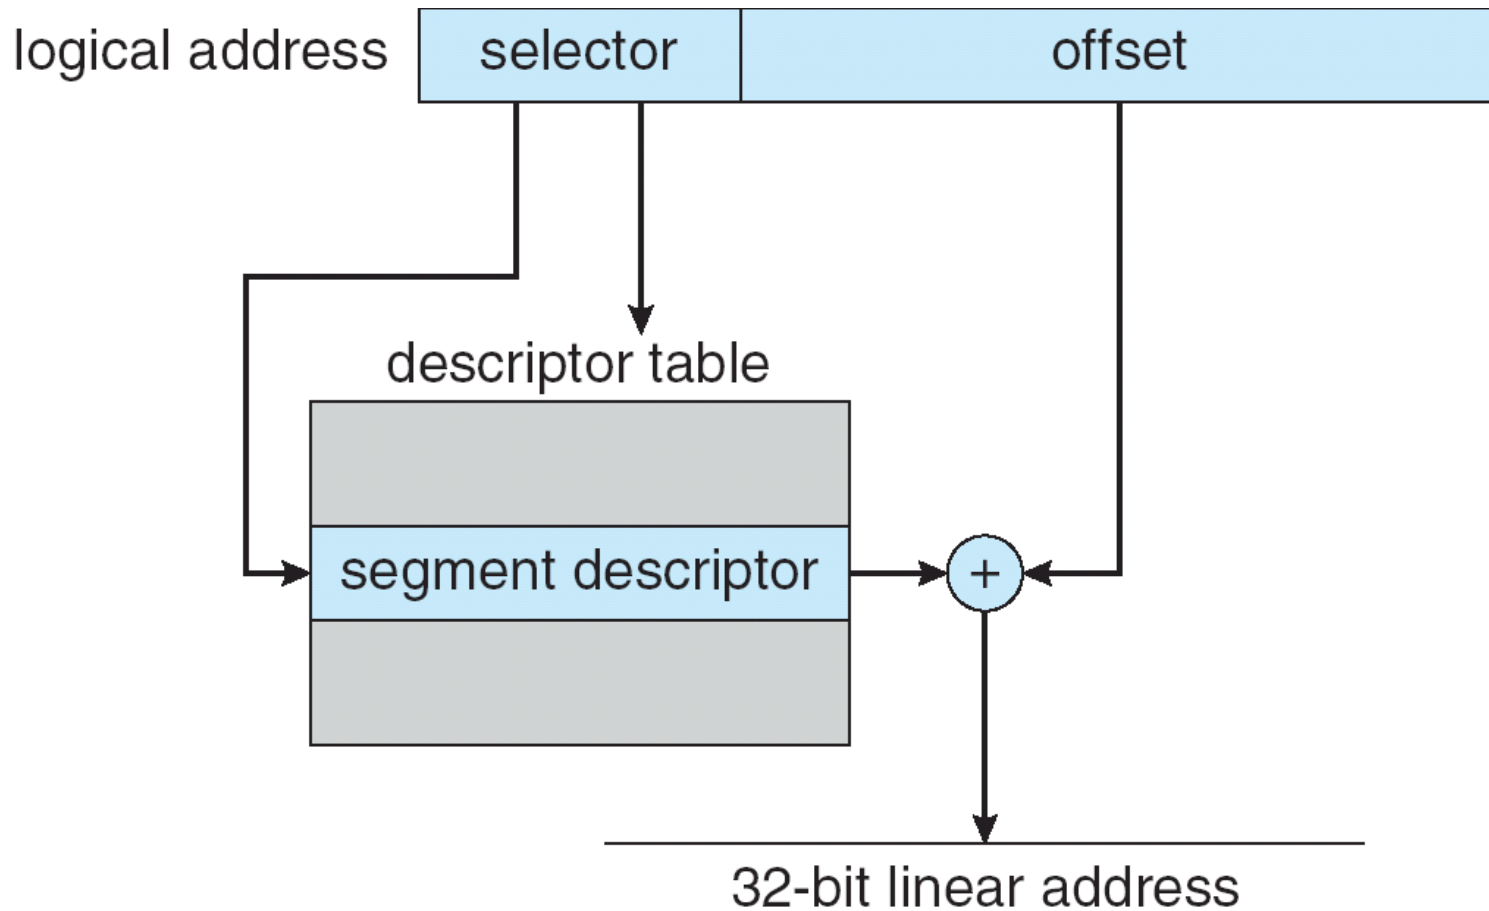 logical address selector offset
descriptor table
segment descriptor +
32-bit linear address